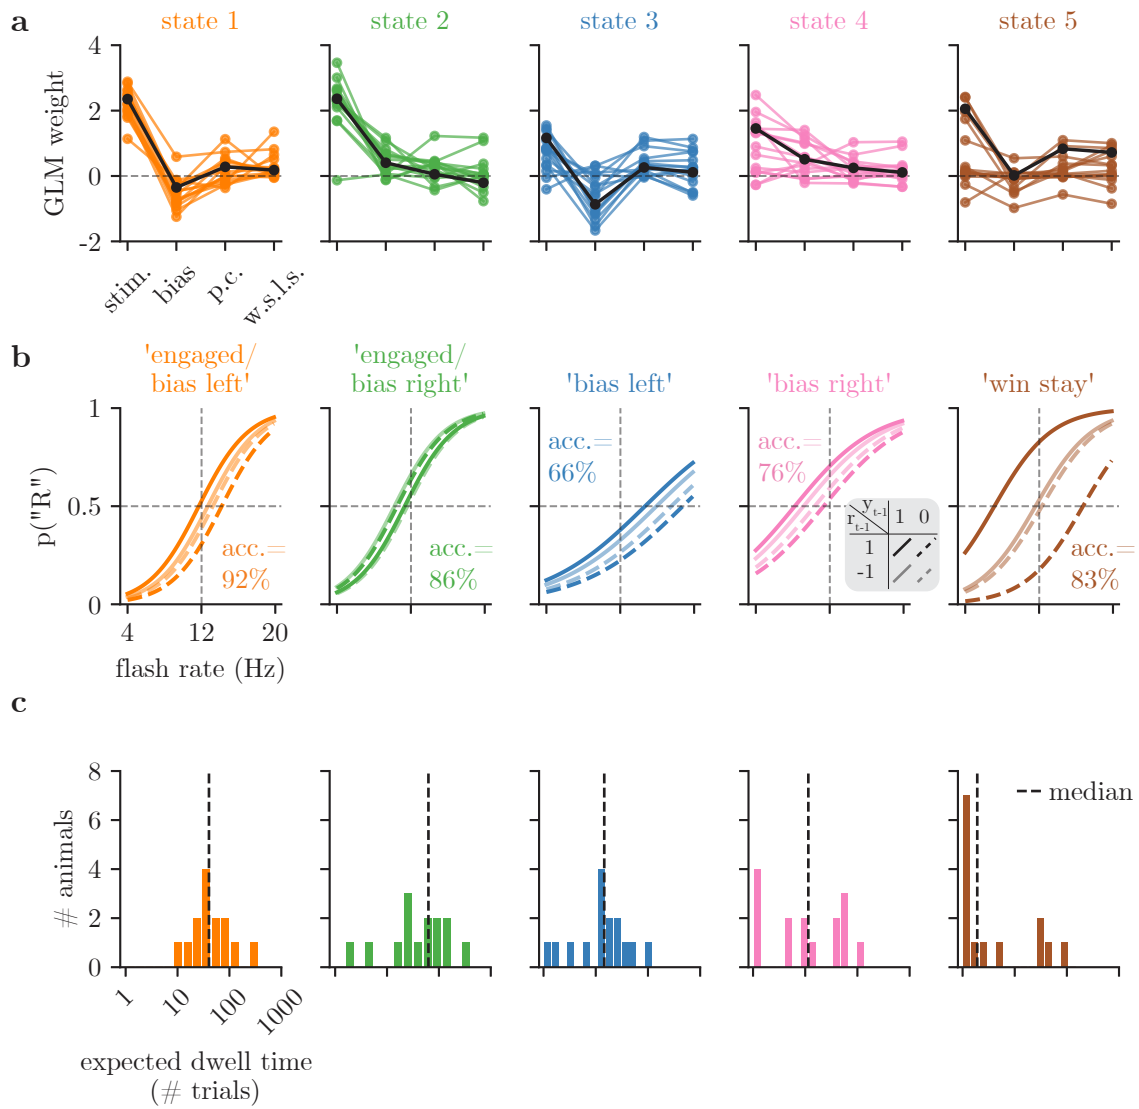 a
state 1
state 2
state 3
state 4
state 5
GLM weight
4
2
0
-2
stim.
bias
p.c.
w.s.l.s.
b
'engaged/
bias left'
'engaged/
bias right'
'bias left'
'bias right'
'win stay'
p("R")
1
0.5
0
acc.=
92%
acc.=
86%
acc.=
66%
acc.=
76%
acc.=
83%
y t-1
r t-1
1 0
1
-1
4 12 20
flash rate (Hz)
c
# animals
8
6
4
2
0
median
1 10 100 1000
expected dwell time
(# trials)